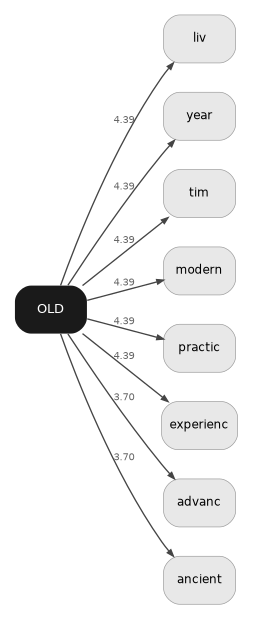 liv
4.39
year
4.39
tim
4.39
modern
4.39
OLD
4.39
practic
4.39
experienc
3.70
advanc
3.70
ancient